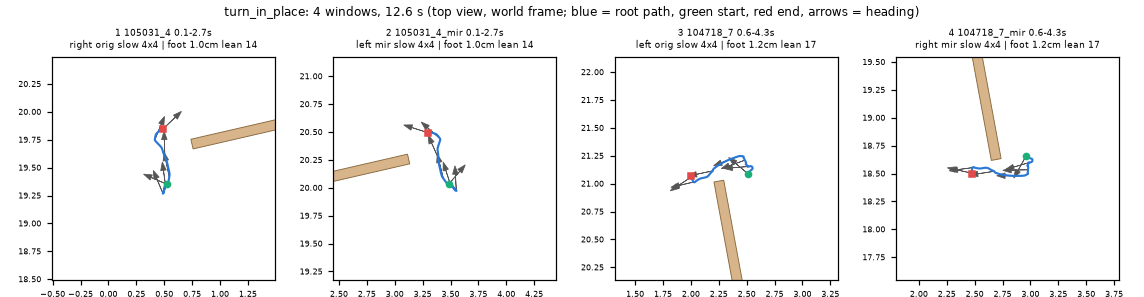 turn_in_place: 4 windows, 12.6 s (top view, world frame; blue = root path, green start, red end, arrows = heading)
1 105031_4 0.1-2.7s
right orig slow 4x4 | foot 1.0cm lean 14
20.25
20.00
19.75
19.50
19.25
19.00
18.75
18.50
−0.50 −0.25 0.00 0.25 0.50 0.75 1.00 1.25
2 105031_4_mir 0.1-2.7s
left mir slow 4x4 | foot 1.0cm lean 14
21.00
20.75
20.50
20.25
20.00
19.75
19.50
19.25
2.50 2.75 3.00 3.25 3.50 3.75 4.00 4.25
3 104718_7 0.6-4.3s
left orig slow 4x4 | foot 1.2cm lean 17
22.00
21.75
21.50
21.25
21.00
20.75
20.50
20.25
1.50 1.75 2.00 2.25 2.50 2.75 3.00 3.25
4 104718_7_mir 0.6-4.3s
right mir slow 4x4 | foot 1.2cm lean 17
19.50
19.25
19.00
18.75
18.50
18.25
18.00
17.75
2.00 2.25 2.50 2.75 3.00 3.25 3.50 3.75